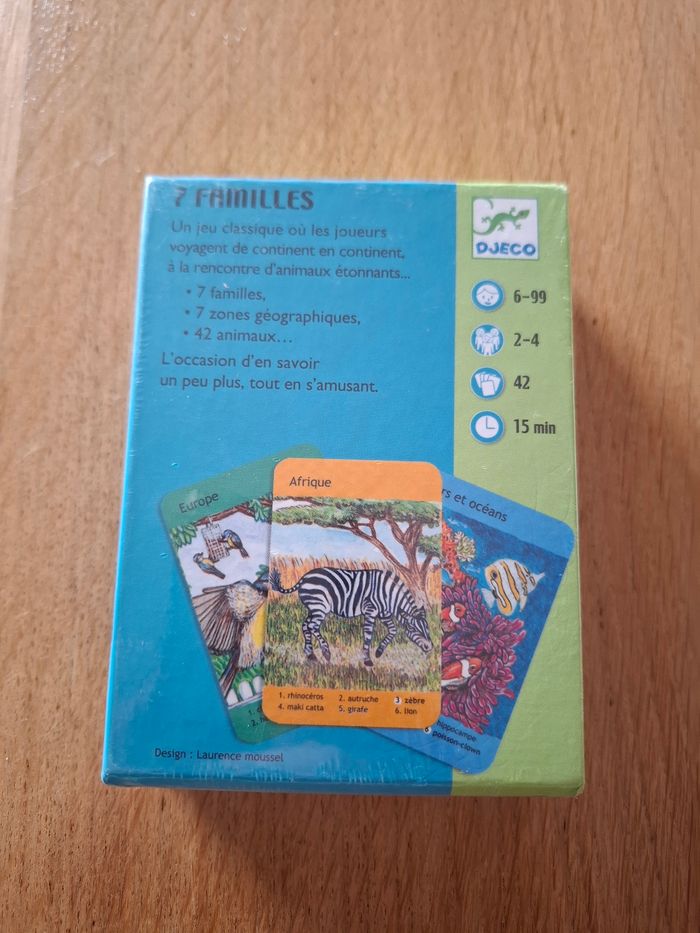 7 FAMILLES
Un jeu classique où les joueurs
voyagent de continent en continent,
à la rencontre d'animaux étonnants...
• 7 familles,
• 7 zones géographiques,
• 42 animaux...
L'occasion d'en savoir
un peu plus, tout en s'amusant.
DJECO
6-99
2-4
42
15 min
Europe
Afrique
et océans
1. rhinocéros 2. autruche 3. zèbre
4. maki catta 5. girafe 6. lion
hippocampe
6 poisson-clown
Design : Laurence moussel